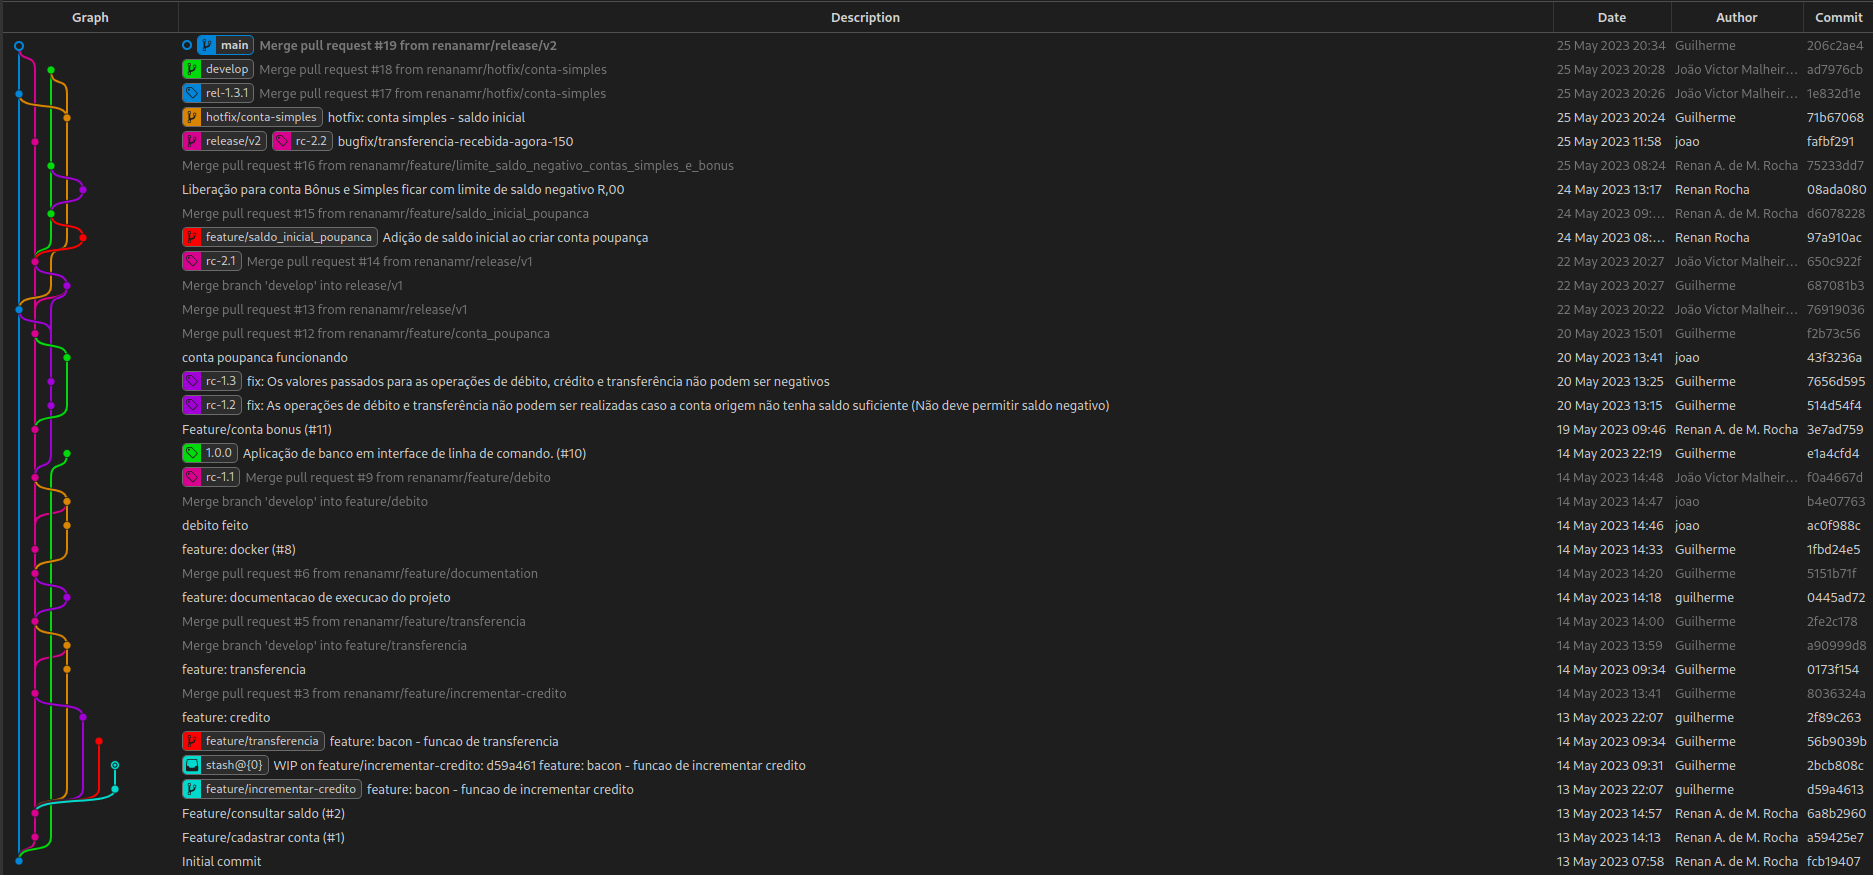 Graph Description Date Author Commit
main Merge pull request #19 from renanamr/release/v2 25 May 2023 20:34 Guilherme 206c2ae4
develop Merge pull request #18 from renanamr/hotfix/conta-simples 25 May 2023 20:28 João Victor Malheir... ad7976cb
rel-1.3.1 Merge pull request #17 from renanamr/hotfix/conta-simples 25 May 2023 20:26 João Victor Malheir... 1e832d1e
hotfix/conta-simples hotfix: conta simples - saldo inicial 25 May 2023 20:24 Guilherme 71b67068
release/v2 rc-2.2 bugfix/transferencia-recebida-agora-150 25 May 2023 11:58 joao fafbf291
Merge pull request #16 from renanamr/feature/limite_saldo_negativo_contas_simples_e_bonus 25 May 2023 08:24 Renan A. de M. Rocha 75233dd7
Liberação para conta Bônus e Simples ficar com limite de saldo negativo R,00 24 May 2023 13:17 Renan Rocha 08ada080
Merge pull request #15 from renanamr/feature/saldo_inicial_poupanca 24 May 2023 09:... Renan A. de M. Rocha d6078228
feature/saldo_inicial_poupanca Adição de saldo inicial ao criar conta poupança 24 May 2023 08:... Renan Rocha 97a910ac
rc-2.1 Merge pull request #14 from renanamr/release/v1 22 May 2023 20:27 João Victor Malheir... 650c922f
Merge branch 'develop' into release/v1 22 May 2023 20:27 Guilherme 687081b3
Merge pull request #13 from renanamr/release/v1 22 May 2023 20:22 João Victor Malheir... 76919036
Merge pull request #12 from renanamr/feature/conta_poupanca 20 May 2023 15:01 Guilherme f2b73c56
conta poupanca funcionando 20 May 2023 13:41 joao 43f3236a
rc-1.3 fix: Os valores passados para as operações de débito, crédito e transferência não podem ser negativos 20 May 2023 13:25 Guilherme 7656d595
rc-1.2 fix: As operações de débito e transferência não podem ser realizadas caso a conta origem não tenha saldo suficiente (Não deve permitir saldo negativo) 20 May 2023 13:15 Guilherme 514d54f4
Feature/conta bonus (#11) 19 May 2023 09:46 Renan A. de M. Rocha 3e7ad759
1.0.0 Aplicação de banco em interface de linha de comando. (#10) 14 May 2023 22:19 Guilherme e1a4cfd4
rc-1.1 Merge pull request #9 from renanamr/feature/debito 14 May 2023 14:48 João Victor Malheir... f0a4667d
Merge branch 'develop' into feature/debito 14 May 2023 14:47 joao b4e07763
debito feito 14 May 2023 14:46 joao ac0f988c
feature: docker (#8) 14 May 2023 14:33 Guilherme 1fbd24e5
Merge pull request #6 from renanamr/feature/documentation 14 May 2023 14:20 Guilherme 5151b71f
feature: documentacao de execucao do projeto 14 May 2023 14:18 guilherme 0445ad72
Merge pull request #5 from renanamr/feature/transferencia 14 May 2023 14:00 Guilherme 2fe2c178
Merge branch 'develop' into feature/transferencia 14 May 2023 13:59 Guilherme a90999d8
feature: transferencia 14 May 2023 09:34 Guilherme 0173f154
Merge pull request #3 from renanamr/feature/incrementar-credito 14 May 2023 13:41 Guilherme 8036324a
feature: credito 13 May 2023 22:07 guilherme 2f89c263
feature/transferencia feature: bacon - funcao de transferencia 14 May 2023 09:34 Guilherme 56b9039b
stash@{0} WIP on feature/incrementar-credito: d59a461 feature: bacon - funcao de incrementar credito 14 May 2023 09:31 Guilherme 2bcb808c
feature/incrementar-credito feature: bacon - funcao de incrementar credito 13 May 2023 22:07 guilherme d59a4613
Feature/consultar saldo (#2) 13 May 2023 14:57 Renan A. de M. Rocha 6a8b2960
Feature/cadastrar conta (#1) 13 May 2023 14:13 Renan A. de M. Rocha a59425e7
Initial commit 13 May 2023 07:58 Renan A. de M. Rocha fcb19407